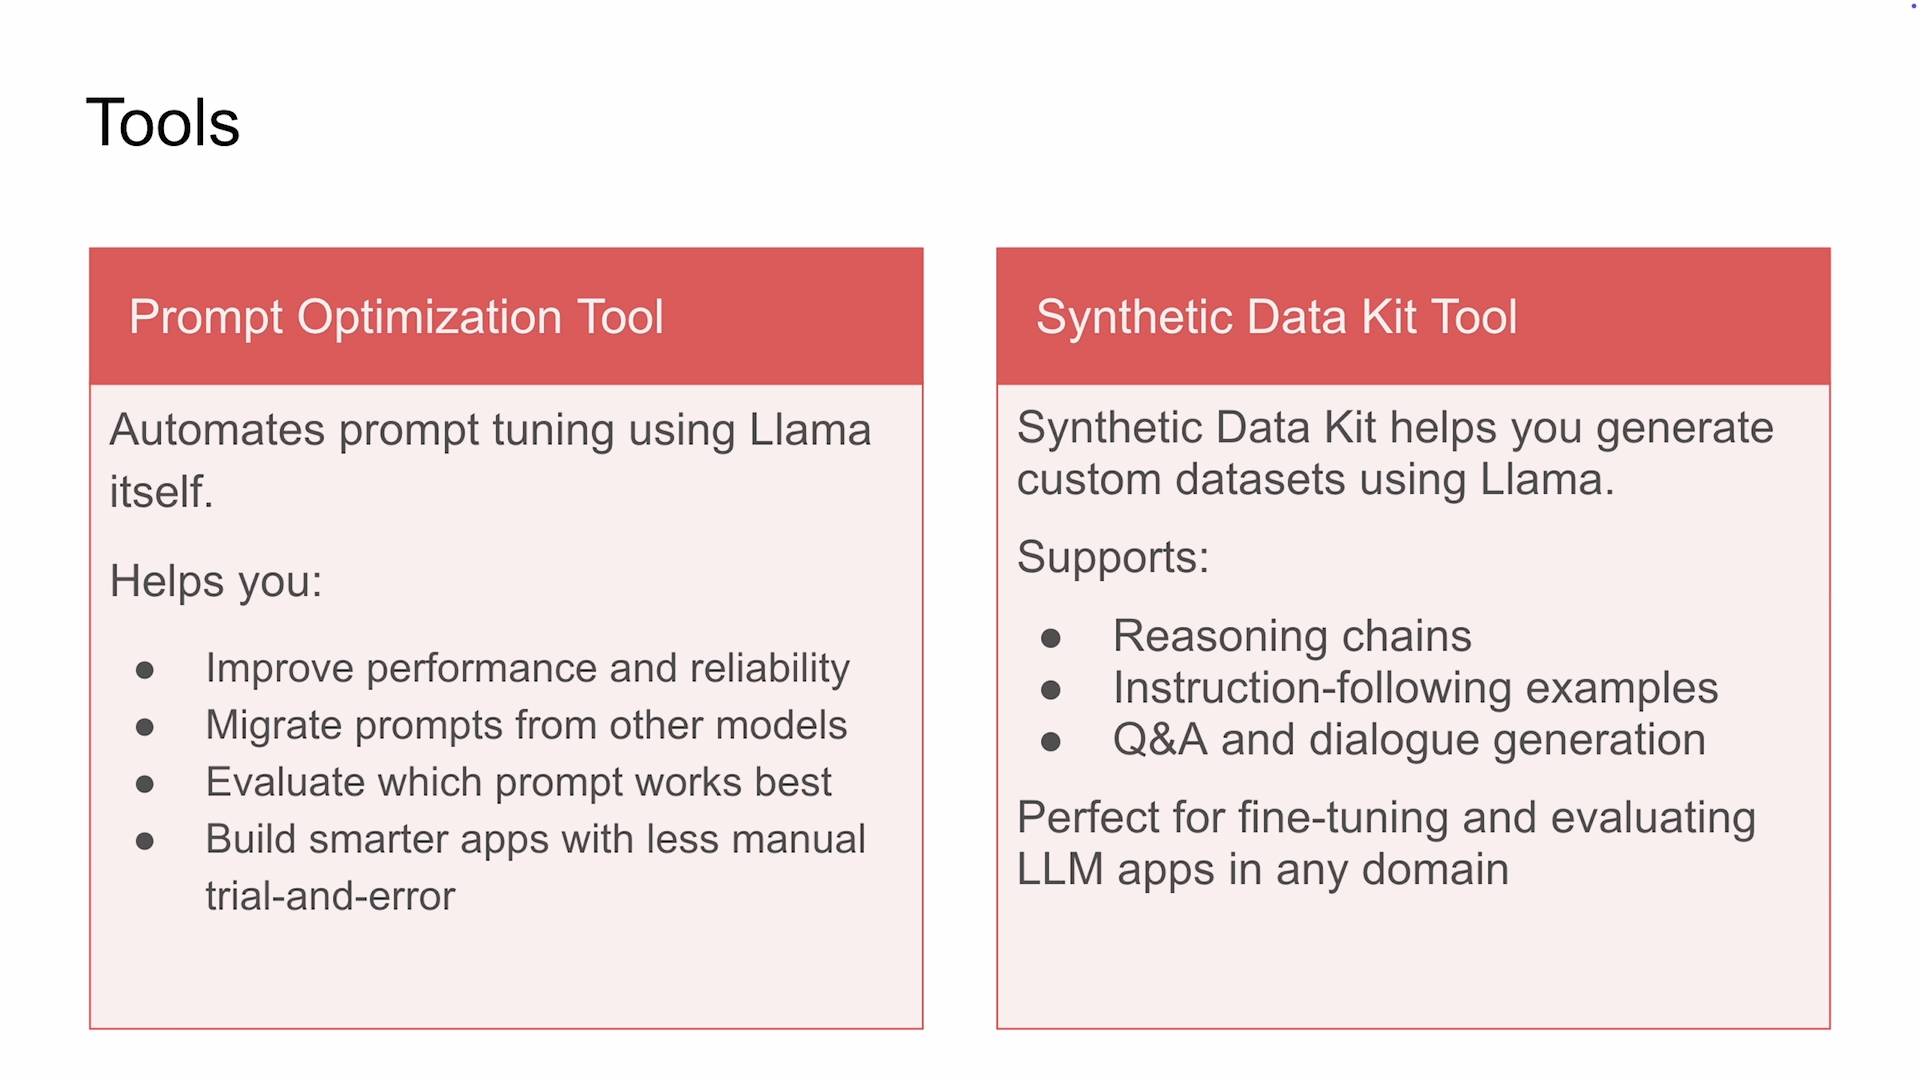 Tools
Prompt Optimization Tool
Automates prompt tuning using Llama
itself.
Helps you:
● Improve performance and reliability
● Migrate prompts from other models
● Evaluate which prompt works best
● Build smarter apps with less manual
trial-and-error
Synthetic Data Kit Tool
Synthetic Data Kit helps you generate
custom datasets using Llama.
Supports:
● Reasoning chains
● Instruction-following examples
● Q&A and dialogue generation
Perfect for fine-tuning and evaluating
LLM apps in any domain